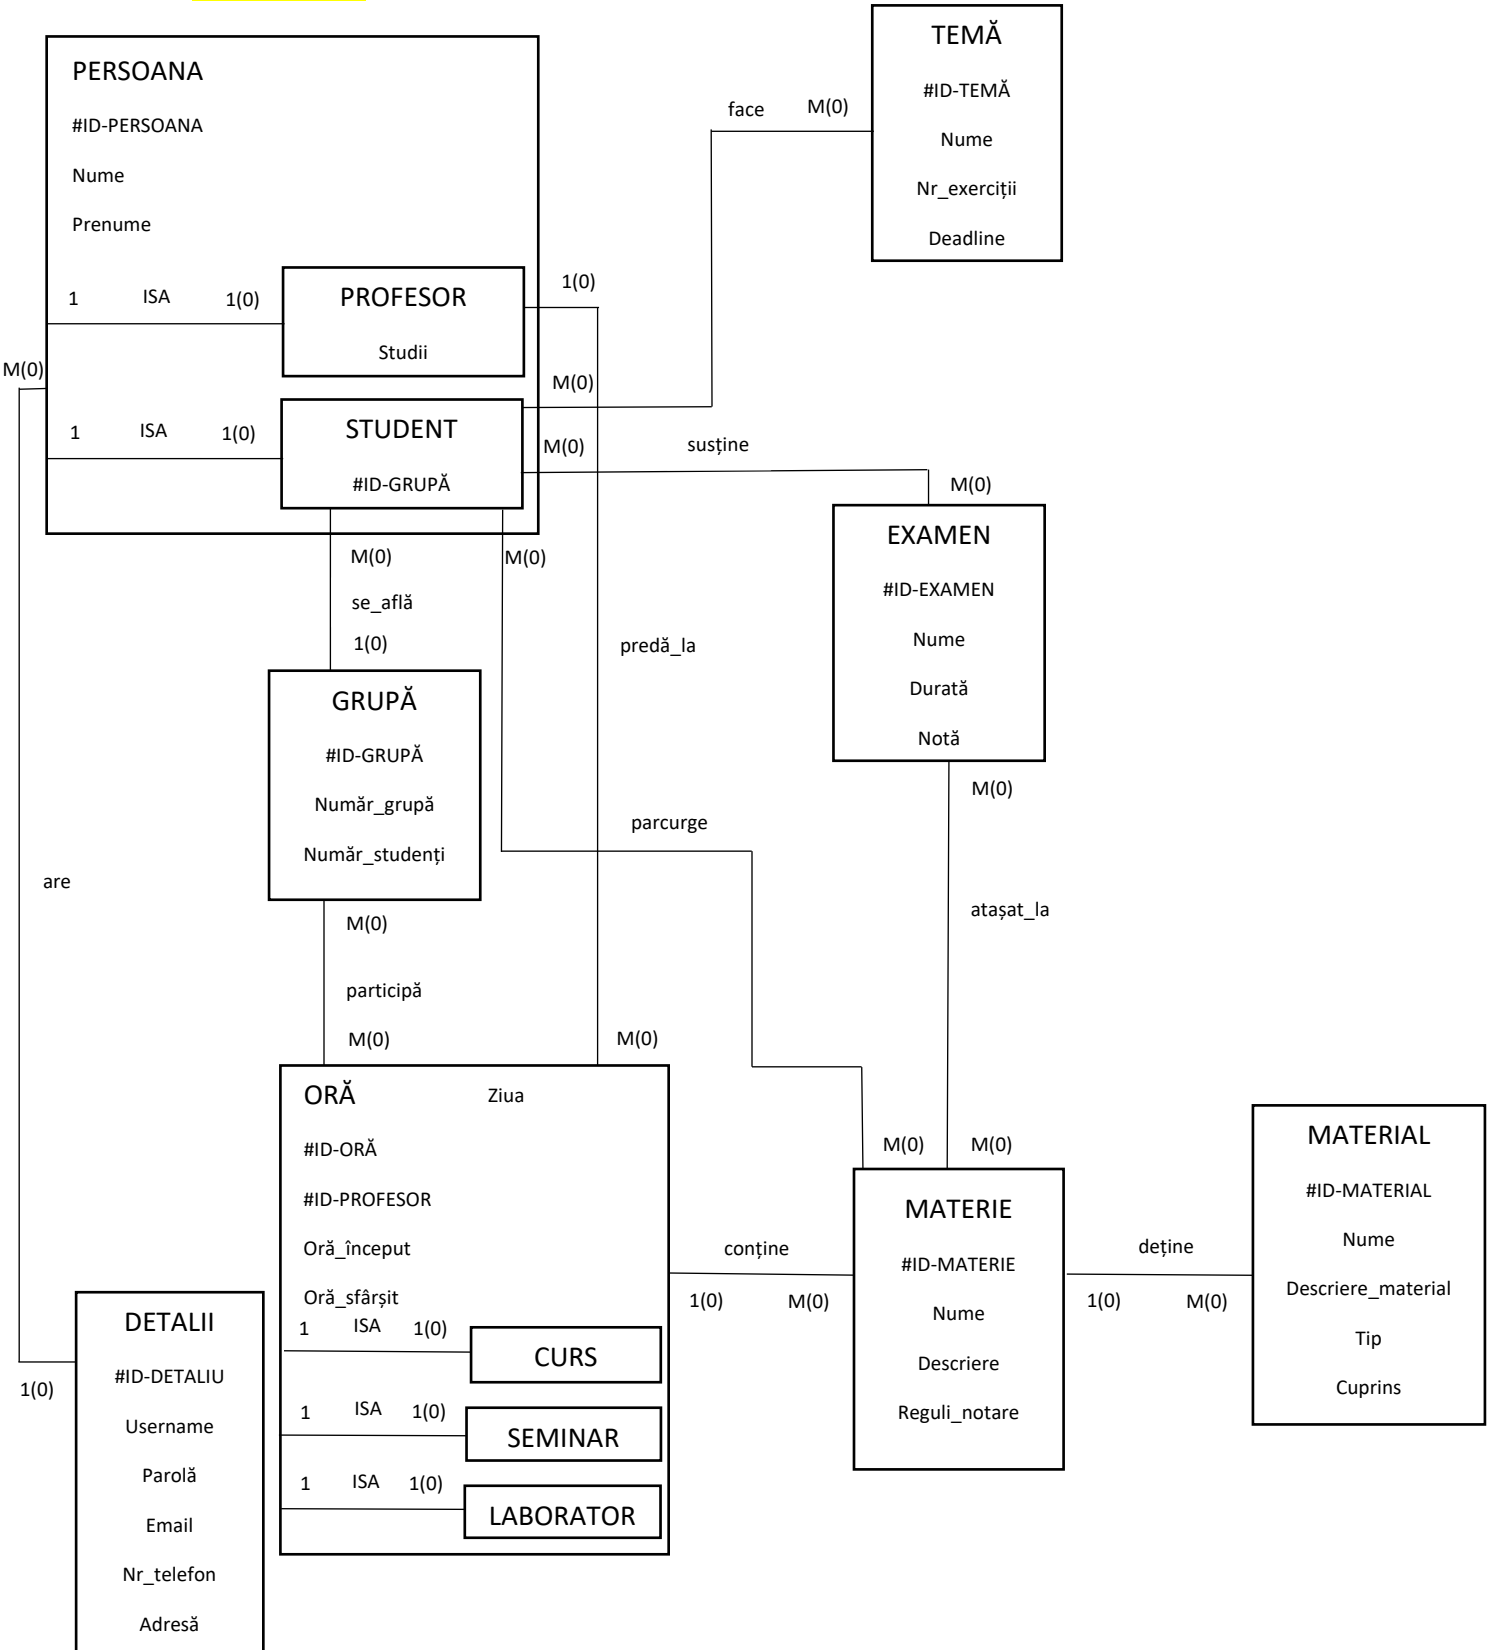 PERSOANA
#ID-PERSOANA
Nume
Prenume
1 ISA 1(0)
PROFESOR
Studii
1(0)
M(0)
1 ISA 1(0)
STUDENT
#ID-GRUPĂ
M(0)
face M(0)
TEMĂ
#ID-TEMĂ
Nume
Nr_exerciții
Deadline
M(0)
susține
M(0)
EXAMEN
#ID-EXAMEN
Nume
Durată
Notă
M(0)
se_află
1(0)
M(0)
predă_la
GRUPĂ
#ID-GRUPĂ
Număr_grupă
Număr_studenți
parcurge
M(0)
atașat_la
are
M(0)
participă
M(0)
M(0)
ORĂ Ziua
#ID-ORĂ
#ID-PROFESOR
Oră_început
Oră_sfârșit
1 ISA 1(0)
CURS
1 ISA 1(0)
SEMINAR
1 ISA 1(0)
LABORATOR
M(0) M(0)
conține
1(0) M(0)
MATERIE
#ID-MATERIE
Nume
Descriere
Reguli_notare
deține
1(0) M(0)
MATERIAL
#ID-MATERIAL
Nume
Descriere_material
Tip
Cuprins
1(0)
DETALII
#ID-DETALIU
Username
Parolă
Email
Nr_telefon
Adresă